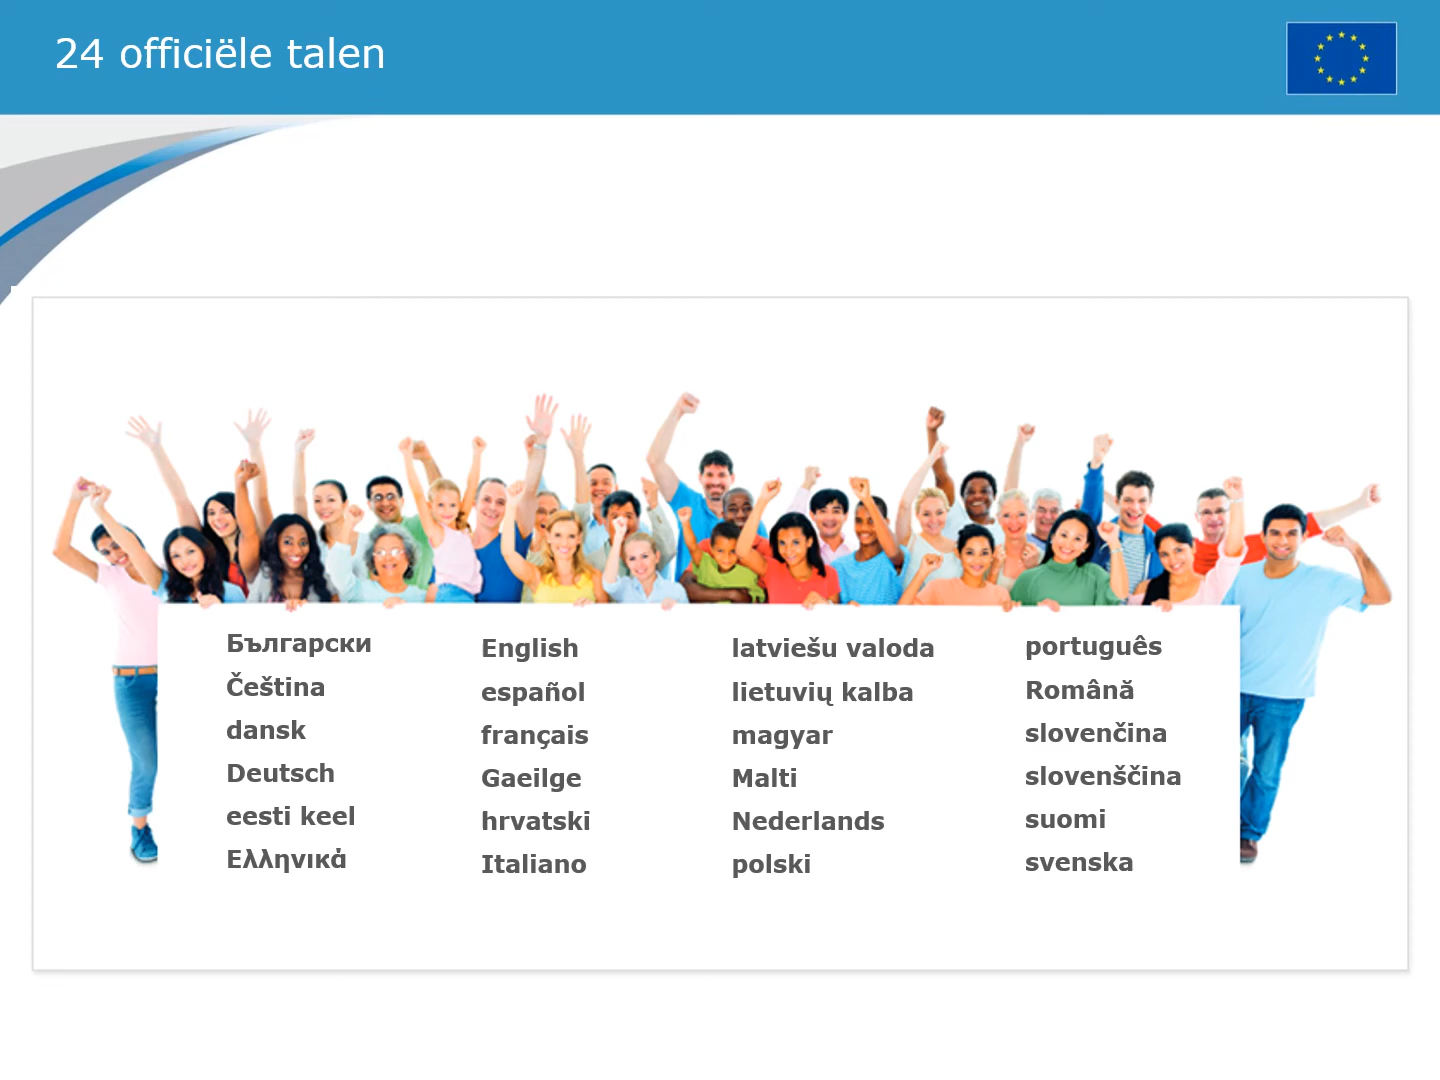 24 officiële talen
Български
Čeština
dansk
Deutsch
eesti keel
Ελληνικά
English
español
français
Gaeilge
hrvatski
Italiano
latviešu valoda
lietuvių kalba
magyar
Malti
Nederlands
polski
português
Română
slovenčina
slovenščina
suomi
svenska